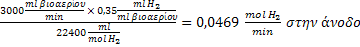 3000 ml βιοαερίου/min × 0,35 ml H₂/ml βιοαερίου
22400 ml/mol H₂ = 0,0469 mol H₂/min στην άνοδο